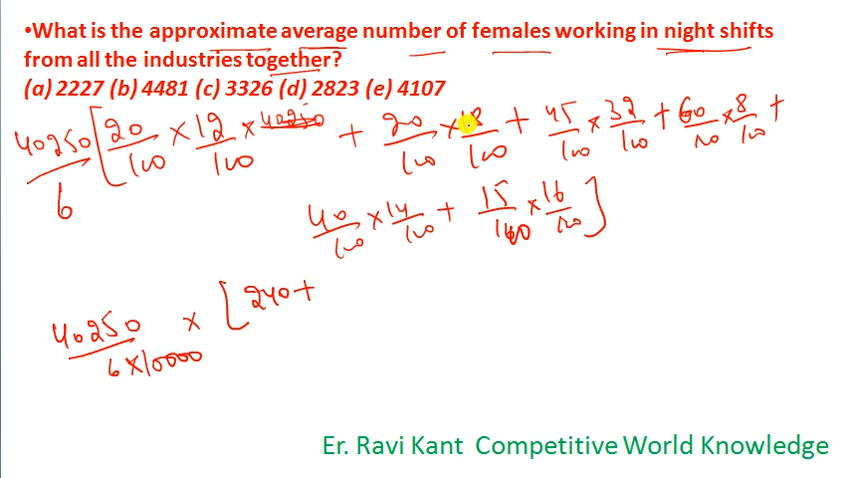 •What is the approximate average number of females working in night shifts
from all the industries together?
(a) 2227 (b) 4481 (c) 3326 (d) 2823 (e) 4107
40250/6 [20/100 × 12/100 × 40250 + 20/100 × 18/100 + 45/100 × 32/100 + 60/100 × 8/100 +
40/100 × 14/100 + 15/100 × 16/100]
40250/6×10000 × [240+
Er. Ravi Kant Competitive World Knowledge